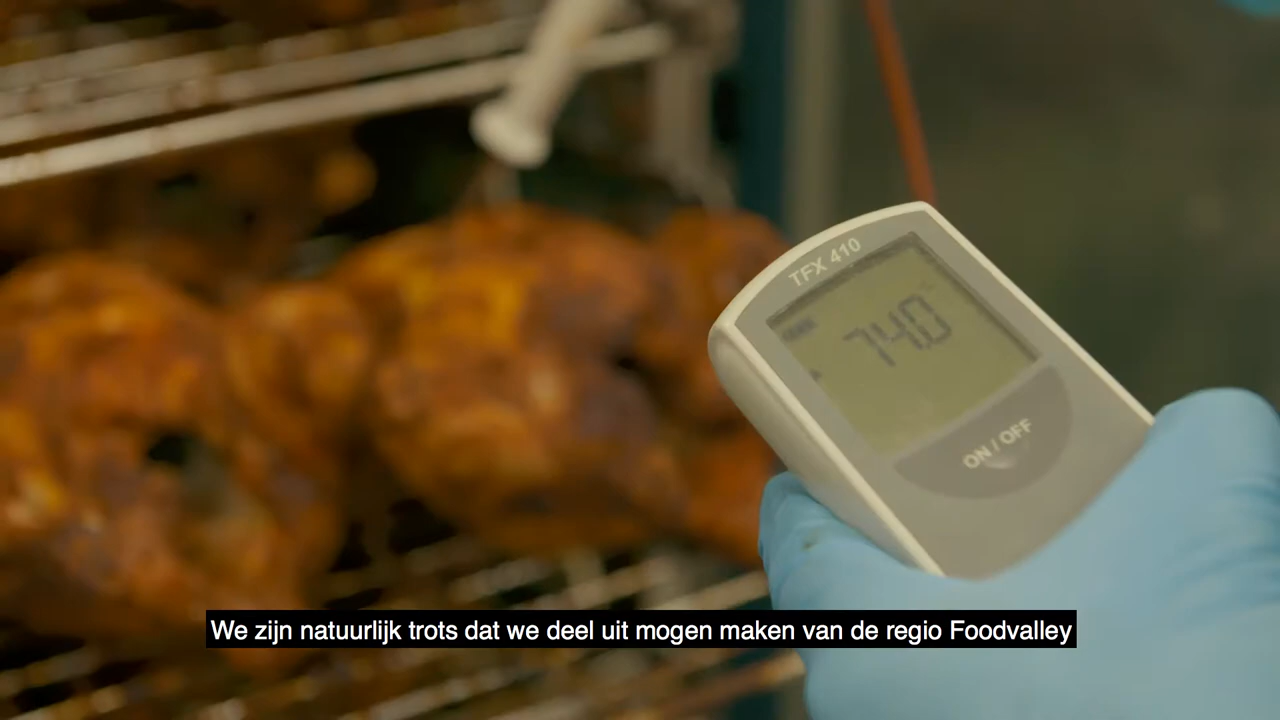 TFX 410
74.0
ON / OFF
We zijn natuurlijk trots dat we deel uit mogen maken van de regio Foodvalley